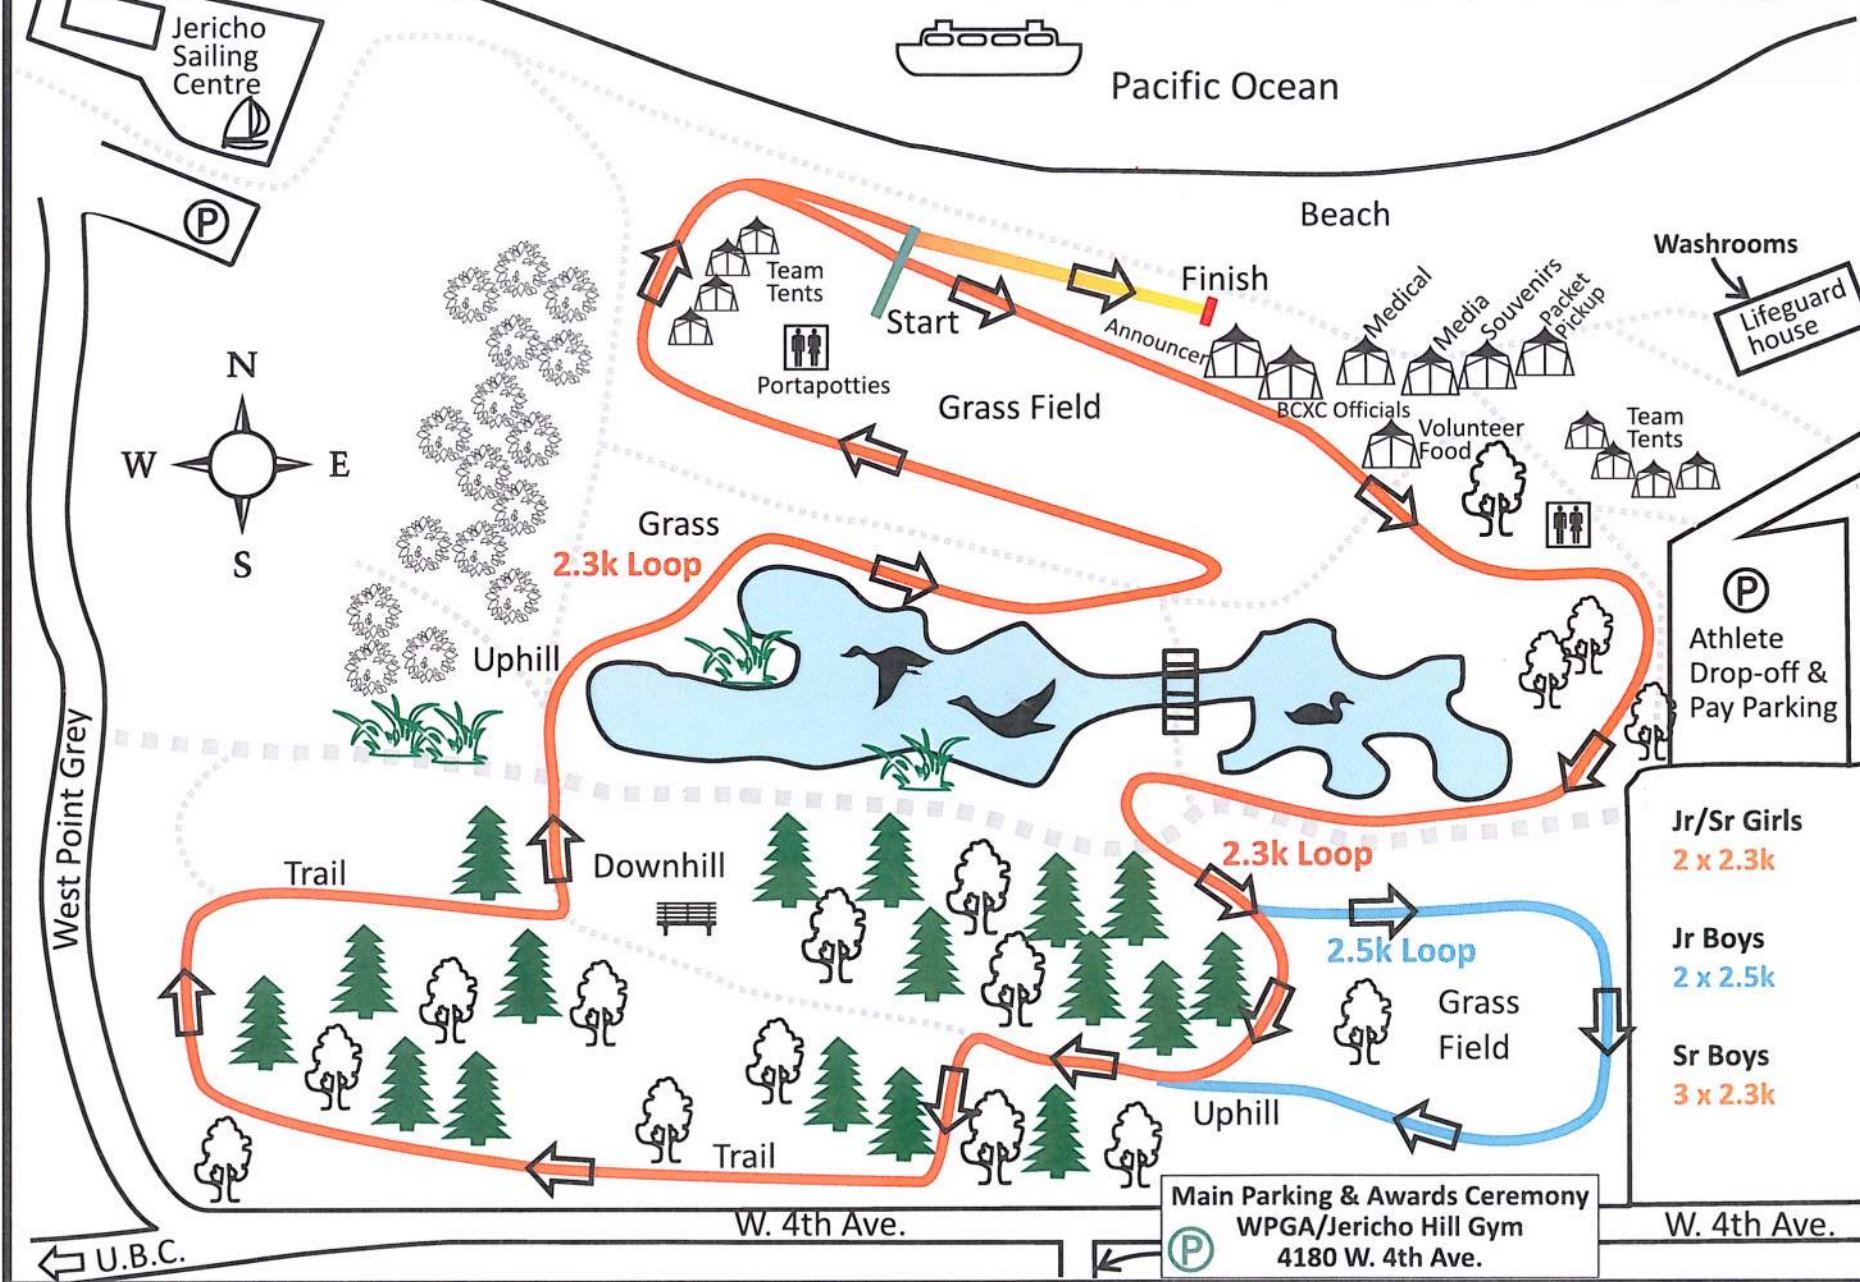 Jericho
Sailing
Centre
Pacific Ocean
Beach
P
Washrooms
Lifeguard
house
Team
Tents
Start
Finish
Announcer
Medical
Media
Souvenirs
Packet
Pickup
Portapotties
Grass Field
BCXC Officials
Volunteer
Food
Team
Tents
N
W
E
S
Grass
2.3k Loop
Uphill
P
Athlete
Drop-off &
Pay Parking
West Point Grey
Trail
Downhill
2.3k Loop
2.5k Loop
Grass
Field
Jr/Sr Girls
2 x 2.3k
Jr Boys
2 x 2.5k
Sr Boys
3 x 2.3k
Uphill
Trail
W. 4th Ave.
Main Parking & Awards Ceremony
WPGA/Jericho Hill Gym
P
4180 W. 4th Ave.
W. 4th Ave.
U.B.C.